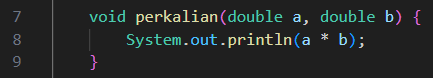 7 void perkalian(double a, double b) {
8 System.out.println(a * b);
9 }